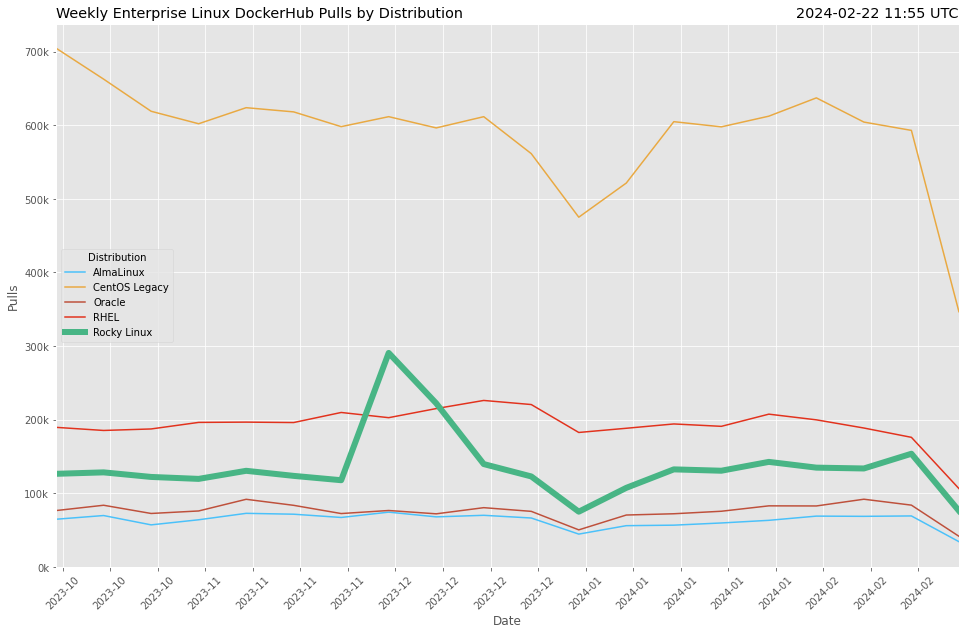 Weekly Enterprise Linux DockerHub Pulls by Distribution
2024-02-22 11:55 UTC
Pulls
700k
600k
500k
400k
300k
200k
100k
0k
Distribution
AlmaLinux
CentOS Legacy
Oracle
RHEL
Rocky Linux
2023-10
2023-10
2023-10
2023-11
2023-11
2023-11
2023-11
2023-12
2023-12
2023-12
2023-12
2024-01
2024-01
2024-01
2024-01
2024-01
2024-02
2024-02
2024-02
Date